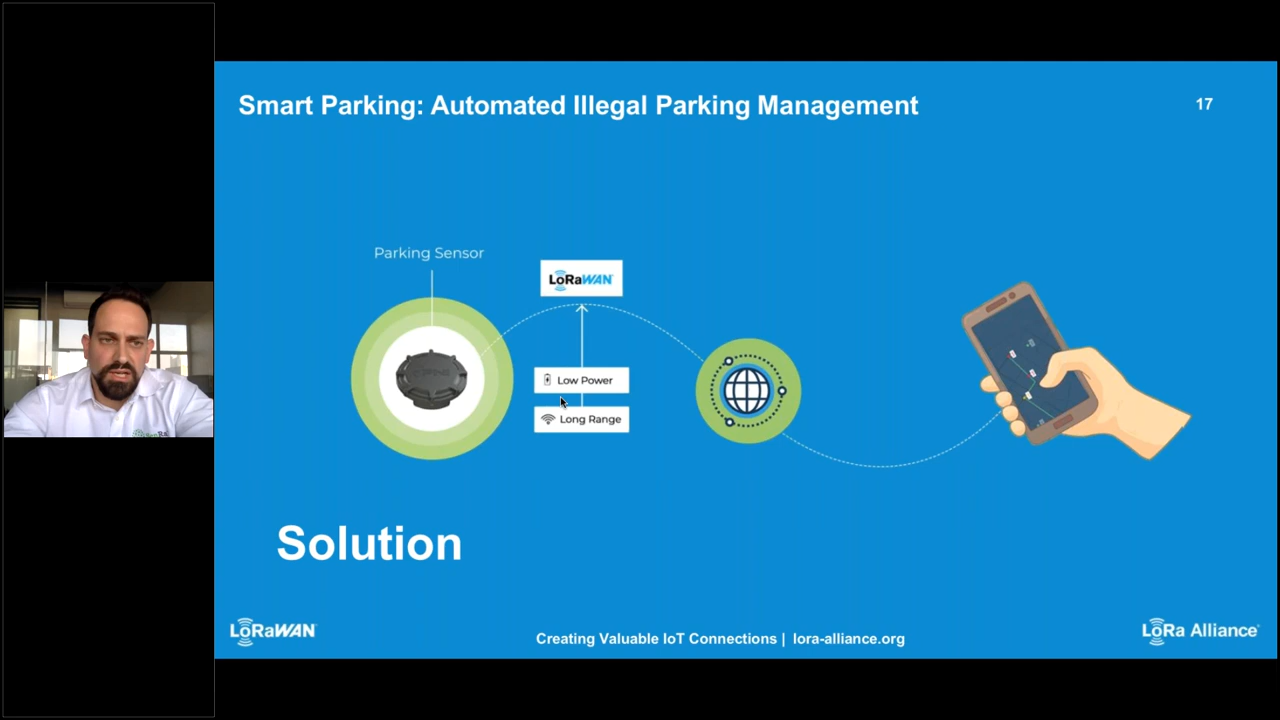 Smart Parking: Automated Illegal Parking Management
17
Parking Sensor
LoRaWAN
Low Power
Long Range
Solution
LoRaWAN
Creating Valuable IoT Connections | lora-alliance.org
LoRa Alliance